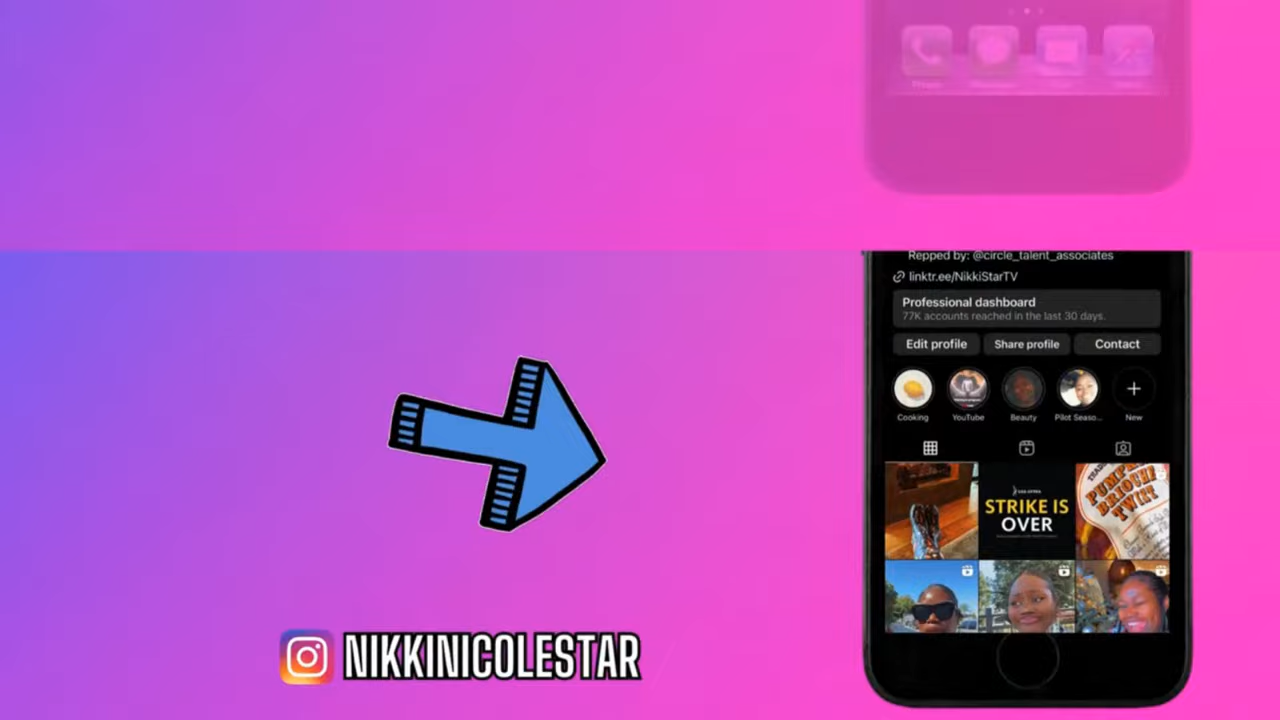 Phone
Repped by: @circle_talent_associates
linktr.ee/NikkiStarTV
Professional dashboard
77K accounts reached in the last 30 days.
Edit profile
Share profile
Contact
Cooking
YouTube
Beauty
Pilot Seaso...
New
STRIKE IS
OVER
PUMPKIN
BRIOCHE
TWIST
NIKKINICOLESTAR